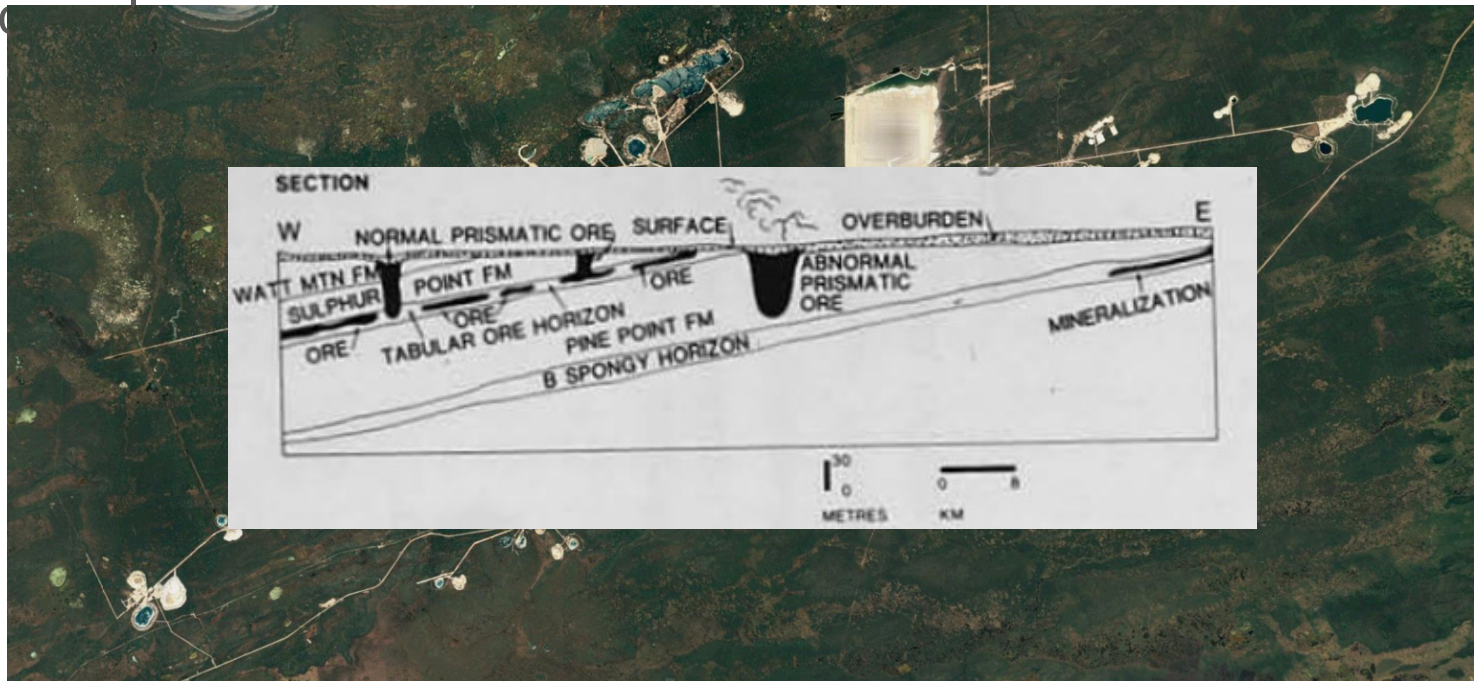 SECTION
W
E
NORMAL PRISMATIC ORE
SURFACE
OVERBURDEN
WATT MTN FM
SULPHUR
POINT FM
ORE
ABNORMAL
PRISMATIC
ORE
ORE
ORE
TABULAR ORE HORIZON
PINE POINT FM
MINERALIZATION
B SPONGY HORIZON
30
0
METRES
0
8
KM